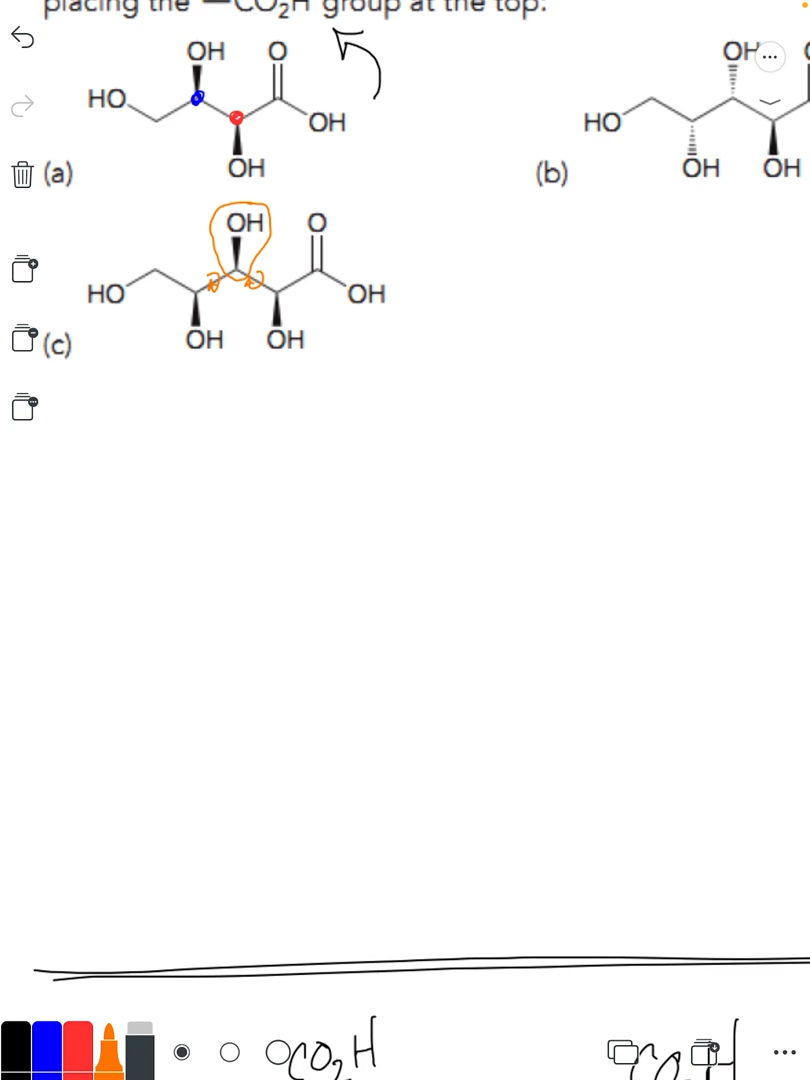 placing the —CO₂H group at the top:
OH O OH
HO OH HO
(a) OH (b) OH OH
OH O
HO OH
(c) OH OH
CO₂H